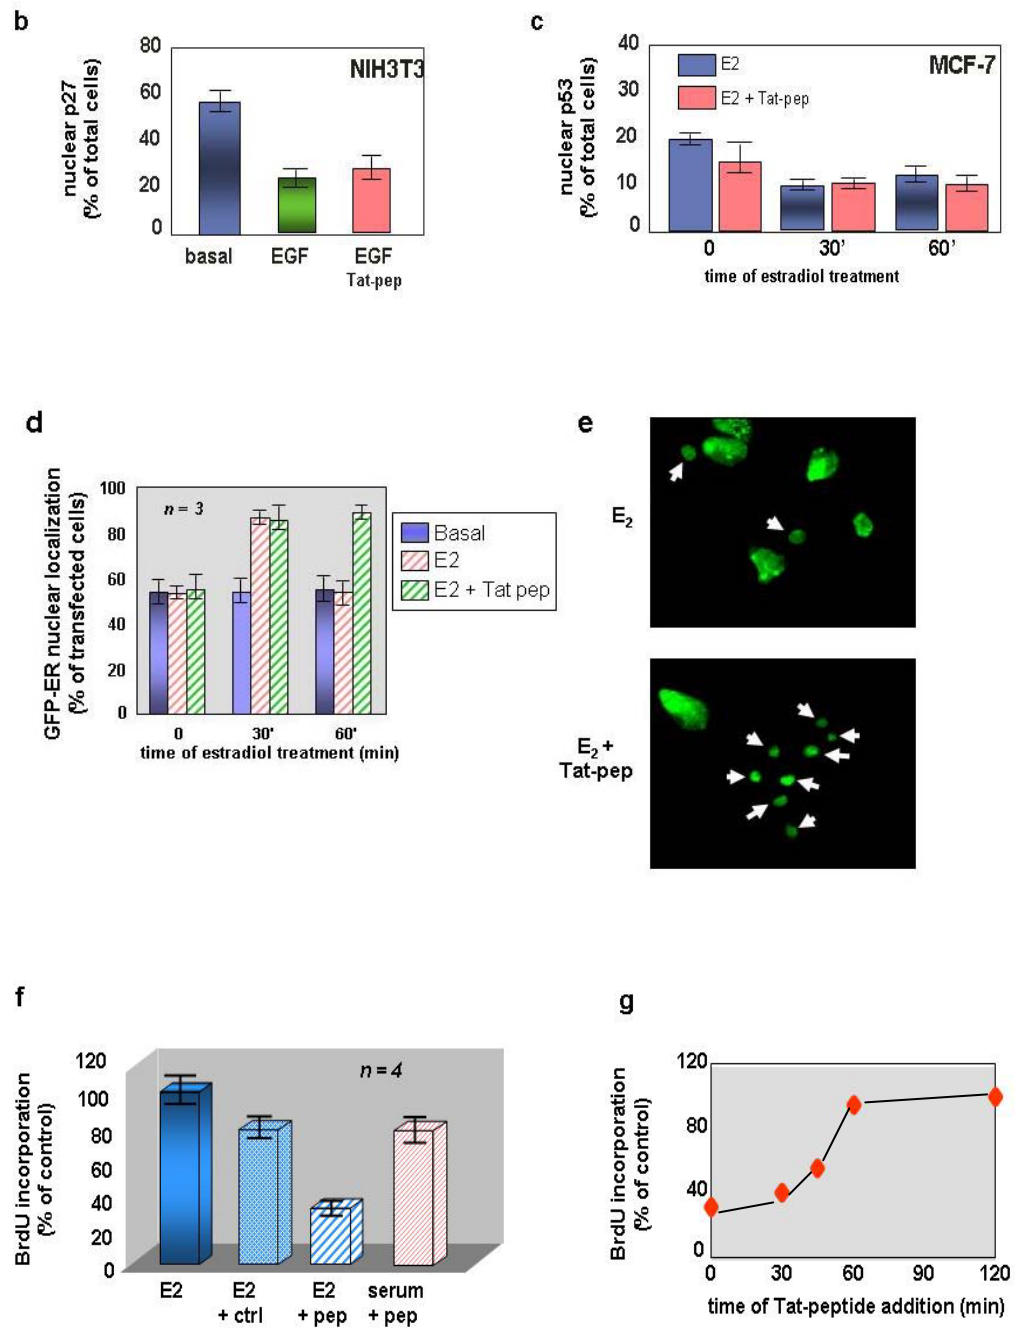 b
nuclear p27
(% of total cells)
80
60
40
20
0
NIH3T3
basal
EGF
EGF
Tat-pep
c
nuclear p53
(% of total cells)
40
30
20
10
0
E2
E2 + Tat-pep
MCF-7
0
30'
60'
time of estradiol treatment
d
GFP-ER nuclear localization
(% of transfected cells)
100
80
60
40
20
0
n = 3
Basal
E2
E2 + Tat pep
0
30'
60'
time of estradiol treatment (min)
e
E2
E2 +
Tat-pep
f
BrdU incorporation
(% of control)
120
100
80
60
40
20
0
n = 4
E2
E2
+ ctrl
E2
+ pep
serum
+ pep
g
BrdU incorporation
(% of control)
120
80
40
0
0
30
60
90
120
time of Tat-peptide addition (min)